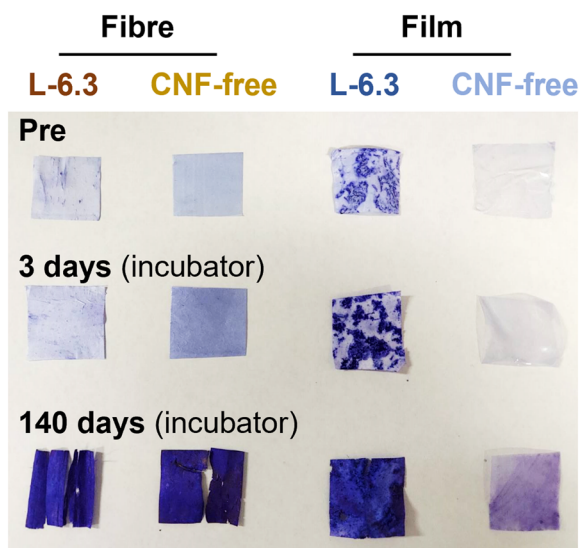 Fibre Film
L-6.3 CNF-free L-6.3 CNF-free
Pre
3 days (incubator)
140 days (incubator)